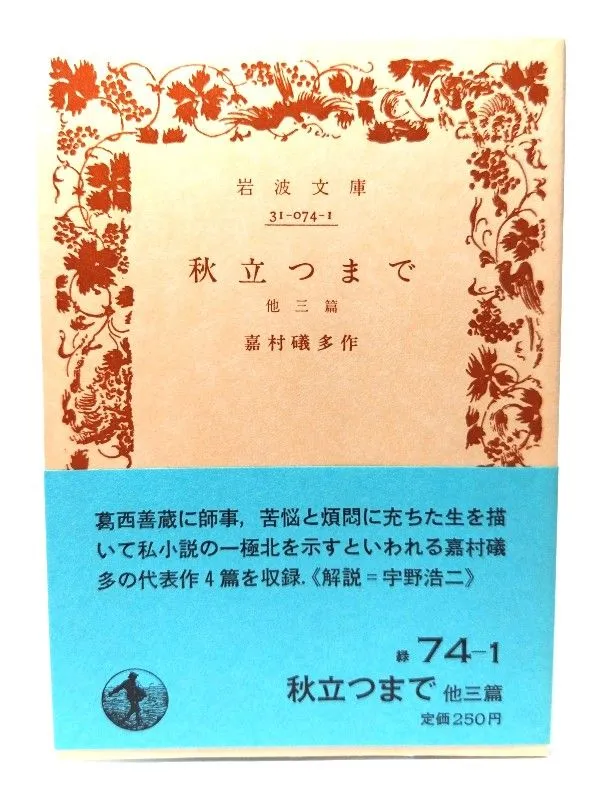 岩波文庫
31-074-1
秋立つまで
他三篇
嘉村礒多作
葛西善蔵に師事，苦悩と煩悶に充ちた生を描
いて私小説の一極北を示すといわれる嘉村礒
多の代表作4篇を収録.《解説＝宇野浩二》
緑 74-1
秋立つまで 他三篇
定価250円